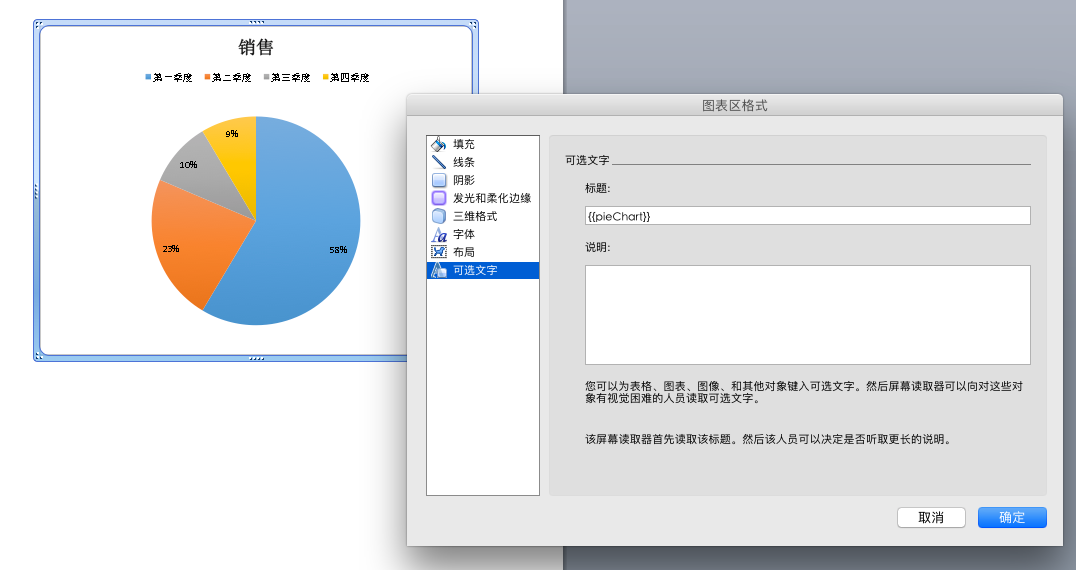 销售
第一季度 第二季度 第三季度 第四季度
9%
10%
23%
58%
图表区格式
填充
线条
阴影
发光和柔化边缘
三维格式
字体
布局
可选文字
可选文字
标题:
{{pieChart}}
说明:
您可以为表格、图表、图像、和其他对象键入可选文字。然后屏幕读取器可以向对这些对
象有视觉困难的人员读取可选文字。
该屏幕读取器首先读取该标题。然后该人员可以决定是否听取更长的说明。
取消 确定